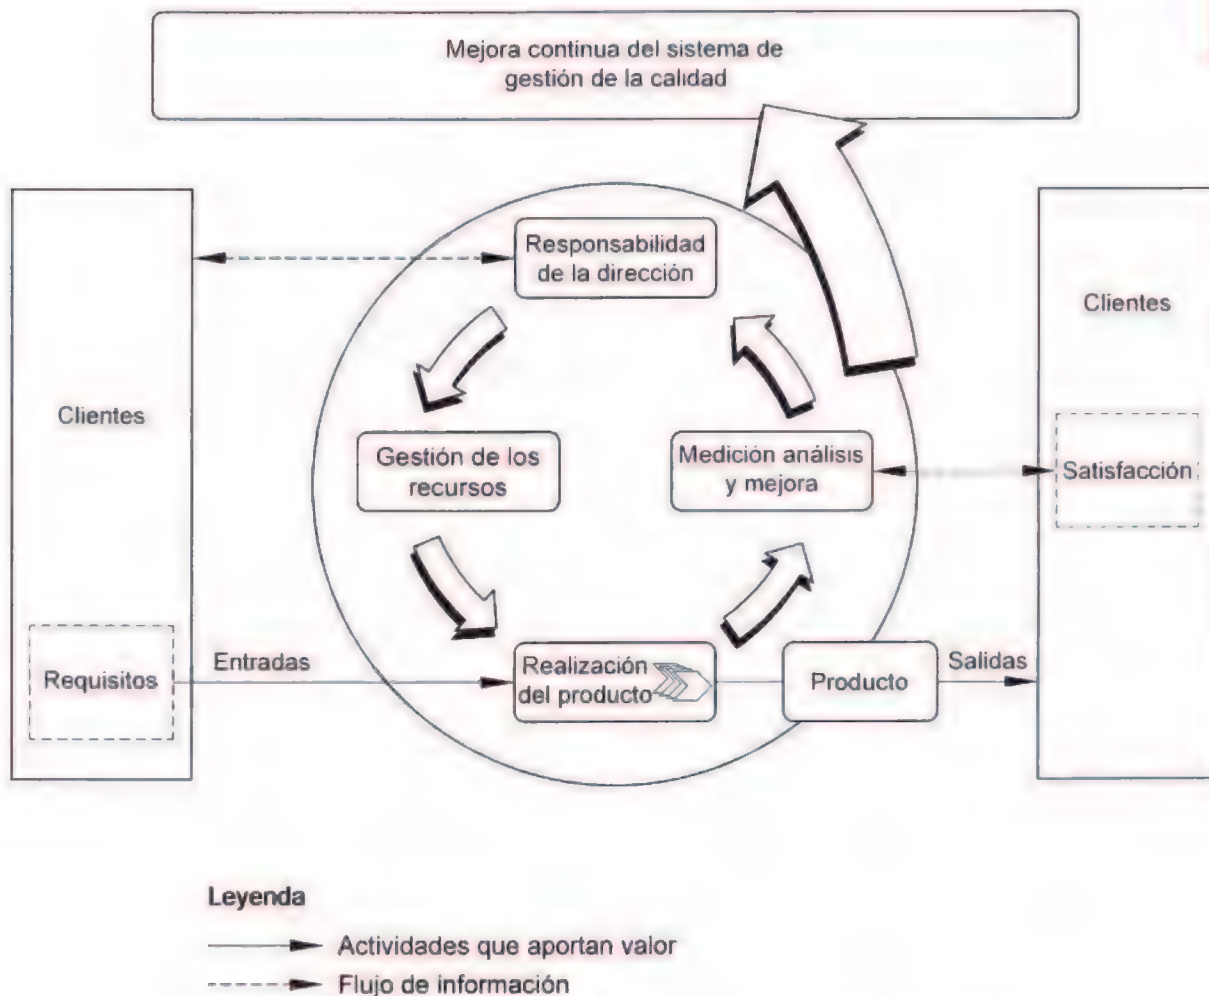 Mejora continua del sistema de
gestión de la calidad
Responsabilidad
de la dirección
Clientes
Clientes
Gestión de los
recursos
Medición análisis
y mejora
Satisfacción
Requisitos
Entradas
Realización
del producto
Producto
Salidas
Leyenda
Actividades que aportan valor
Flujo de información